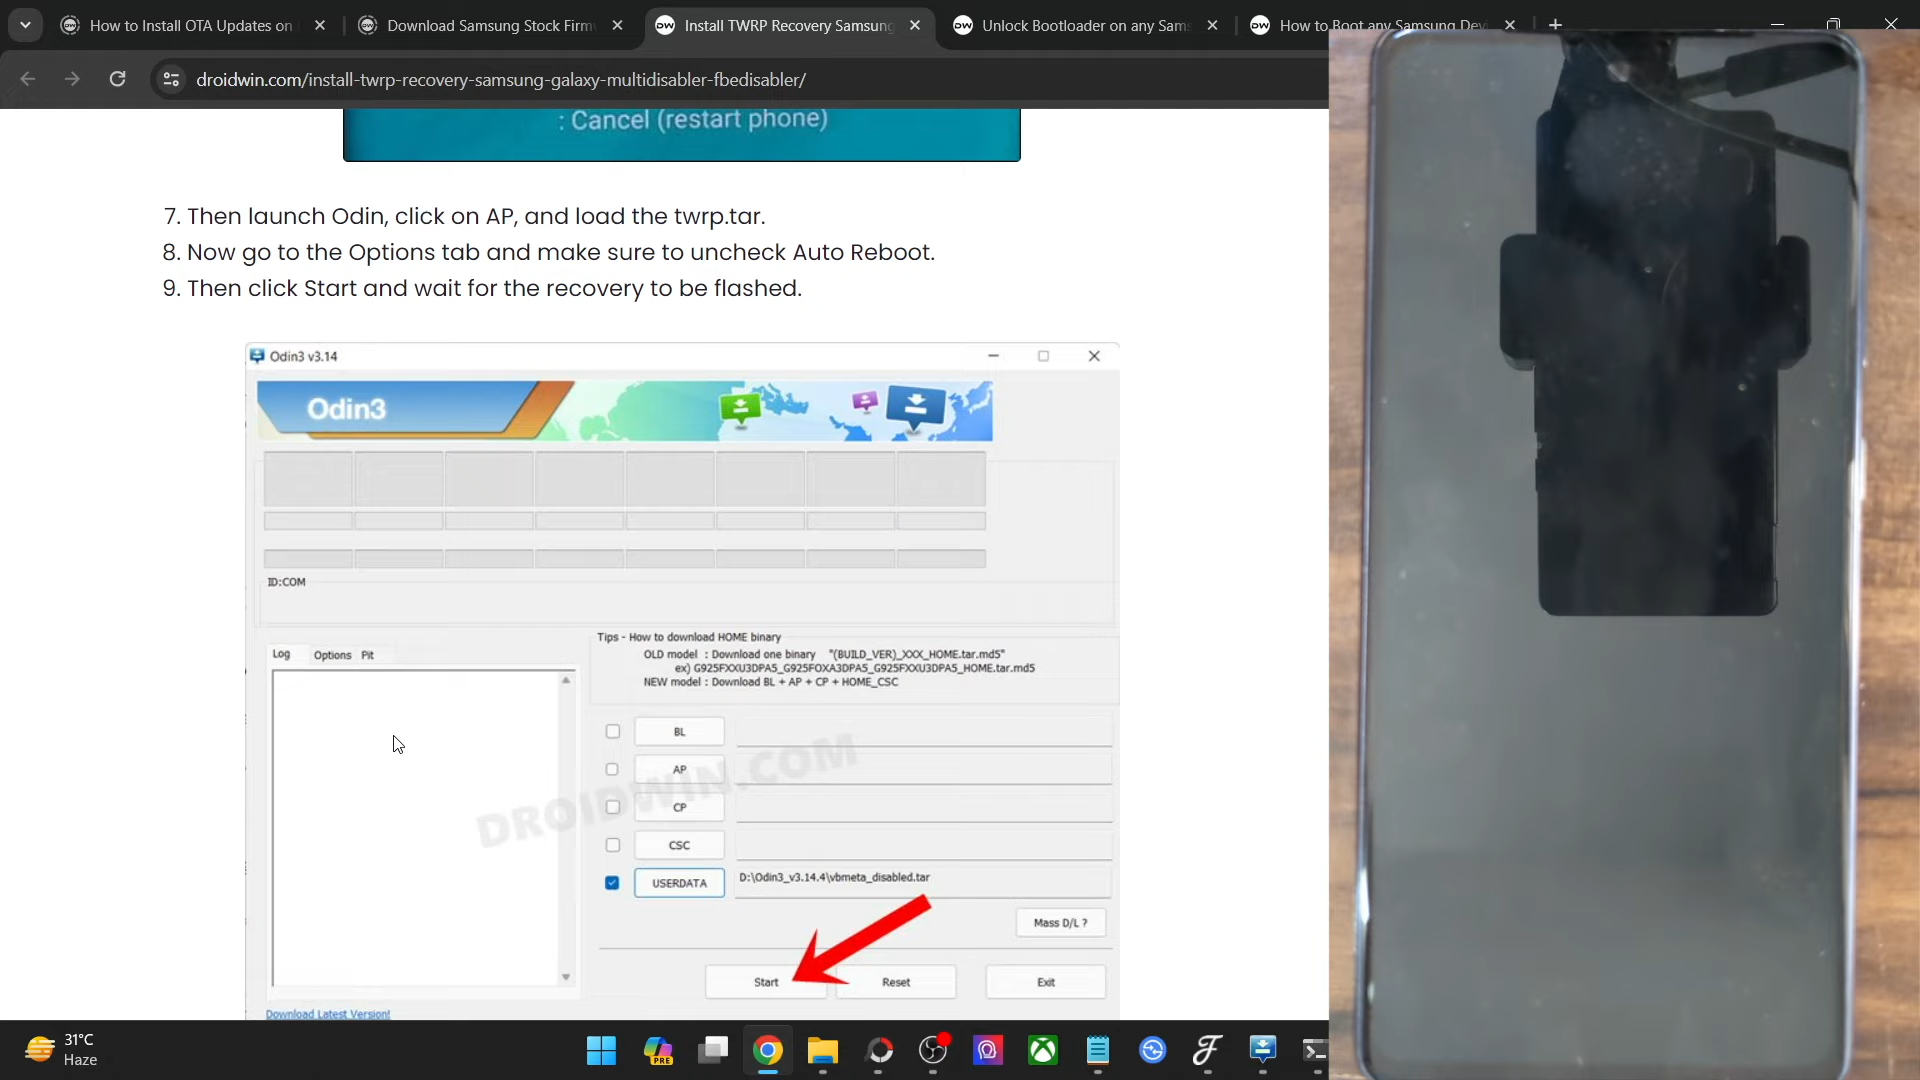 How to Install OTA Updates on
Download Samsung Stock Firm
Install TWRP Recovery Samsung
Unlock Bootloader on any Sams
How to Boot any Samsung Dev
droidwin.com/install-twrp-recovery-samsung-galaxy-multidisabler-fbedisabler/
: Cancel (restart phone)
7. Then launch Odin, click on AP, and load the twrp.tar.
8. Now go to the Options tab and make sure to uncheck Auto Reboot.
9. Then click Start and wait for the recovery to be flashed.
Odin3 v3.14
Odin3
ID:COM
Log Options Pit
Tips - How to download HOME binary
OLD model : Download one binary "(BUILD_VER)_XXX_HOME.tar.md5"
ex) G925FXXU3DPA5_G925FOXA3DPA5_G925FXXU3DPA5_HOME.tar.md5
NEW model : Download BL + AP + CP + HOME_CSC
BL
AP
CP
CSC
USERDATA D:\Odin3_v3.14.4\vbmeta_disabled.tar
DROIDWIN.COM
Mass D/L ?
Start Reset Exit
Download Latest Version!
31°C
Haze
PRE